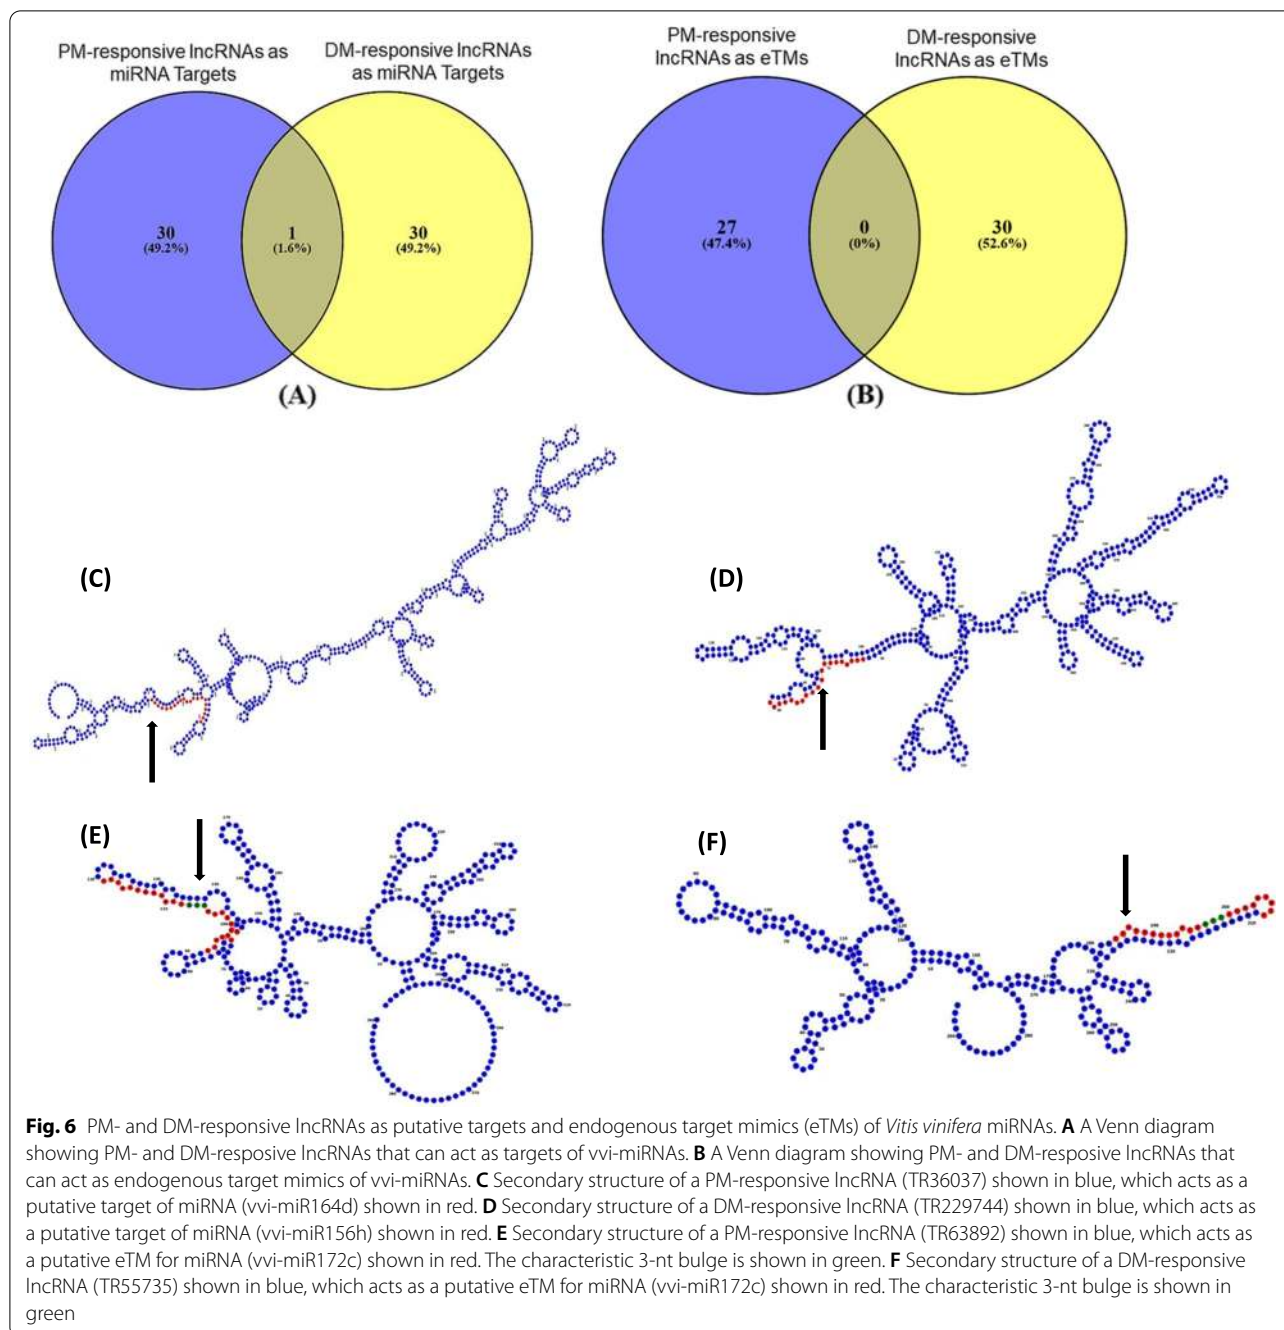 PM-responsive lncRNAs as
miRNA Targets
DM-responsive lncRNAs
as miRNA Targets
30
(49.2%)
1
(1.6%)
30
(49.2%)
(A)
PM-responsive
lncRNAs as eTMs
DM-responsive
lncRNAs as eTMs
27
(47.4%)
0
(0%)
30
(52.6%)
(B)
(C)
(D)
(E)
(F)
Fig. 6 PM- and DM-responsive lncRNAs as putative targets and endogenous target mimics (eTMs) of Vitis vinifera miRNAs. A A Venn diagram
showing PM- and DM-resposive lncRNAs that can act as targets of vvi-miRNAs. B A Venn diagram showing PM- and DM-resposive lncRNAs that
can act as endogenous target mimics of vvi-miRNAs. C Secondary structure of a PM-responsive lncRNA (TR36037) shown in blue, which acts as a
putative target of miRNA (vvi-miR164d) shown in red. D Secondary structure of a DM-responsive lncRNA (TR229744) shown in blue, which acts as
a putative target of miRNA (vvi-miR156h) shown in red. E Secondary structure of a PM-responsive lncRNA (TR63892) shown in blue, which acts as
a putative eTM for miRNA (vvi-miR172c) shown in red. The characteristic 3-nt bulge is shown in green. F Secondary structure of a DM-responsive
lncRNA (TR55735) shown in blue, which acts as a putative eTM for miRNA (vvi-miR172c) shown in red. The characteristic 3-nt bulge is shown in
green